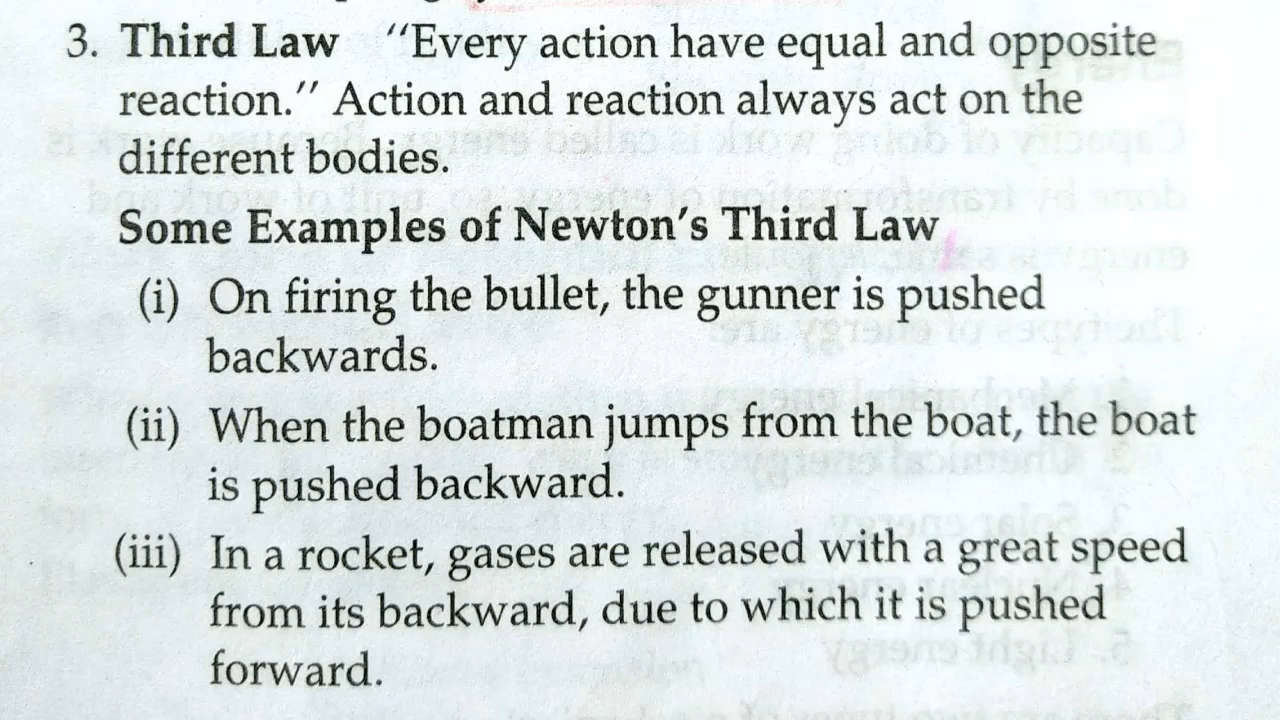 3. Third Law "Every action have equal and opposite
reaction." Action and reaction always act on the
different bodies.
Some Examples of Newton's Third Law
(i) On firing the bullet, the gunner is pushed
backwards.
(ii) When the boatman jumps from the boat, the boat
is pushed backward.
(iii) In a rocket, gases are released with a great speed
from its backward, due to which it is pushed
forward.